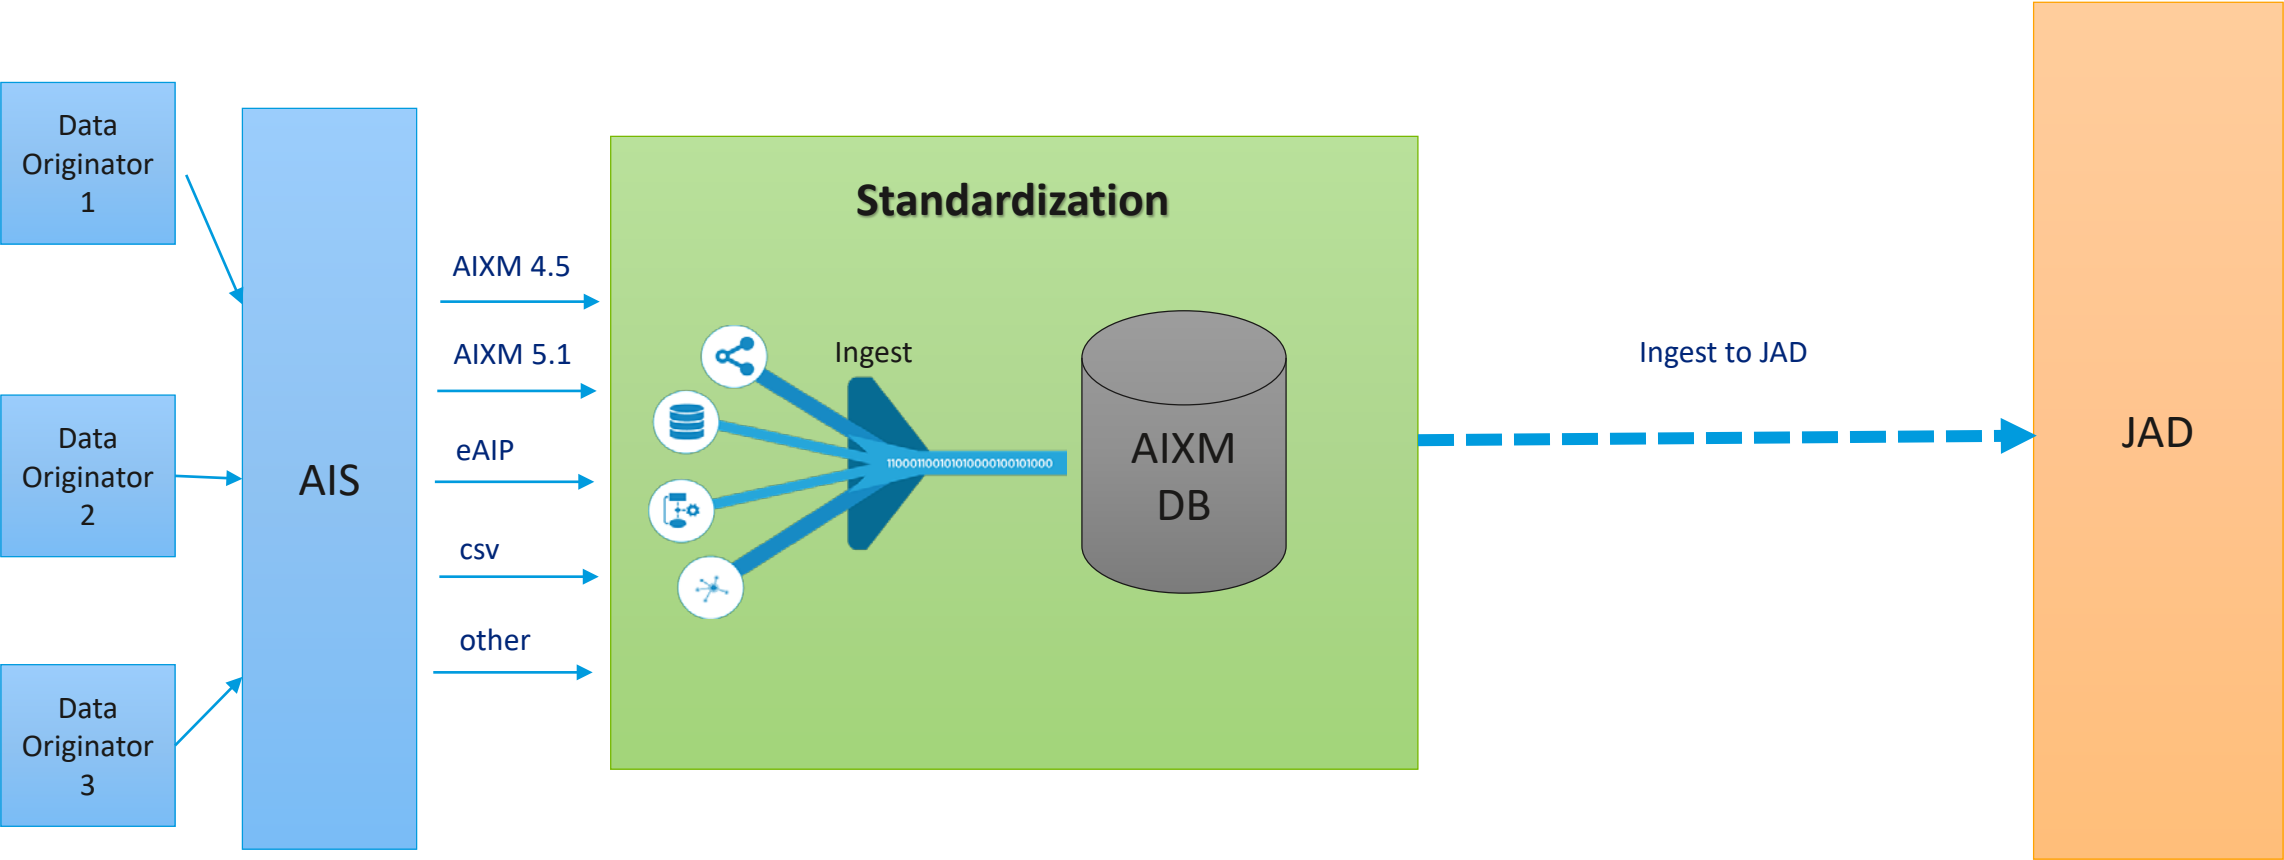 Data
Originator
1
Data
Originator
2
Data
Originator
3
AIS
AIXM 4.5
AIXM 5.1
eAIP
csv
other
Standardization
Ingest
110001100101010000100101000
AIXM
DB
Ingest to JAD
JAD